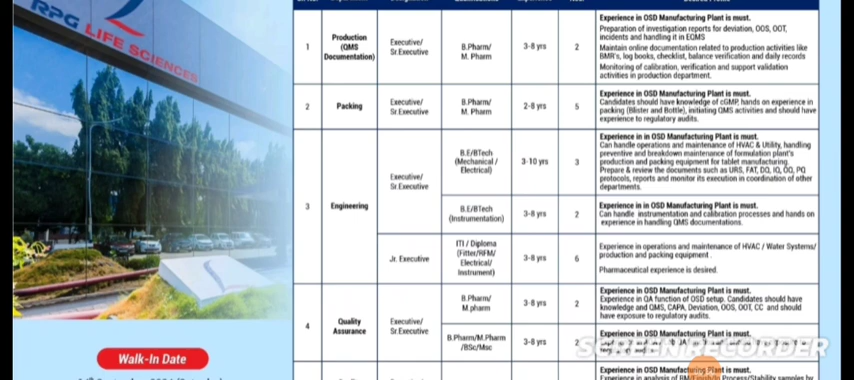 RPG LIFE SCIENCES
1
Production
(QMS
Documentation)
Executive/
Sr.Executive
B.Pharm/
M. Pharm
3-8 yrs
2
Experience in OSD Manufacturing Plant is must.
Preparation of investigation reports for deviation, OOS, OOT,
incidents and handling it in EQMS
Maintain online documentation related to production activities like
BMR's, log books, checklist, balance verification and daily records
Monitoring of calibration, verification and support validation
activities in production department.
2
Packing
Executive/
Sr.Executive
B.Pharm/
M. Pharm
2-8 yrs
5
Experience in OSD Manufacturing Plant is must.
Candidates should have knowledge of cGMP, hands on experience in
packing (Blister and Bottle), initiating QMS activities and should have
experience to regulatory audits.
3
Engineering
Executive/
Sr.Executive
B.E/BTech
(Mechanical /
Electrical)
3-10 yrs
3
Experience in in OSD Manufacturing Plant is must.
Can handle operations and maintenance of HVAC & Utility, handling
preventive and breakdown maintenance of formulation plant's
production and packing equipment for tablet manufacturing.
Prepare & review the documents such as URS, FAT, DQ, IQ, OQ, PQ
protocols, reports and monitor its execution in coordination of other
departments.
B.E/BTech
(Instrumentation)
3-8 yrs
2
Experience in in OSD Manufacturing Plant is must.
Can handle instrumentation and calibration processes and hands on
experience in handling QMS documentations.
Jr. Executive
ITI / Diploma
(Fitter/RFM/
Electrical/
Instrument)
3-8 yrs
6
Experience in operations and maintenance of HVAC / Water Systems/
production and packing equipment .
Pharmaceutical experience is desired.
4
Quality
Assurance
Executive/
Sr.Executive
B.Pharm/
M.pharm
3-8 yrs
2
Experience in OSD Manufacturing Plant is must.
Experience in QA function of OSD setup. Candidates should have
knowledge and QMS, CAPA, Deviation, OOS, OOT, CC and should
have exposure to regulatory audits.
B.Pharm/M.Pharm
/BSc/Msc
3-8 yrs
2
Experience in OSD Manufacturing Plant is must.
SCREEN RECORDER
Walk-In Date
Experience in OSD Manufacturing Plant is must.